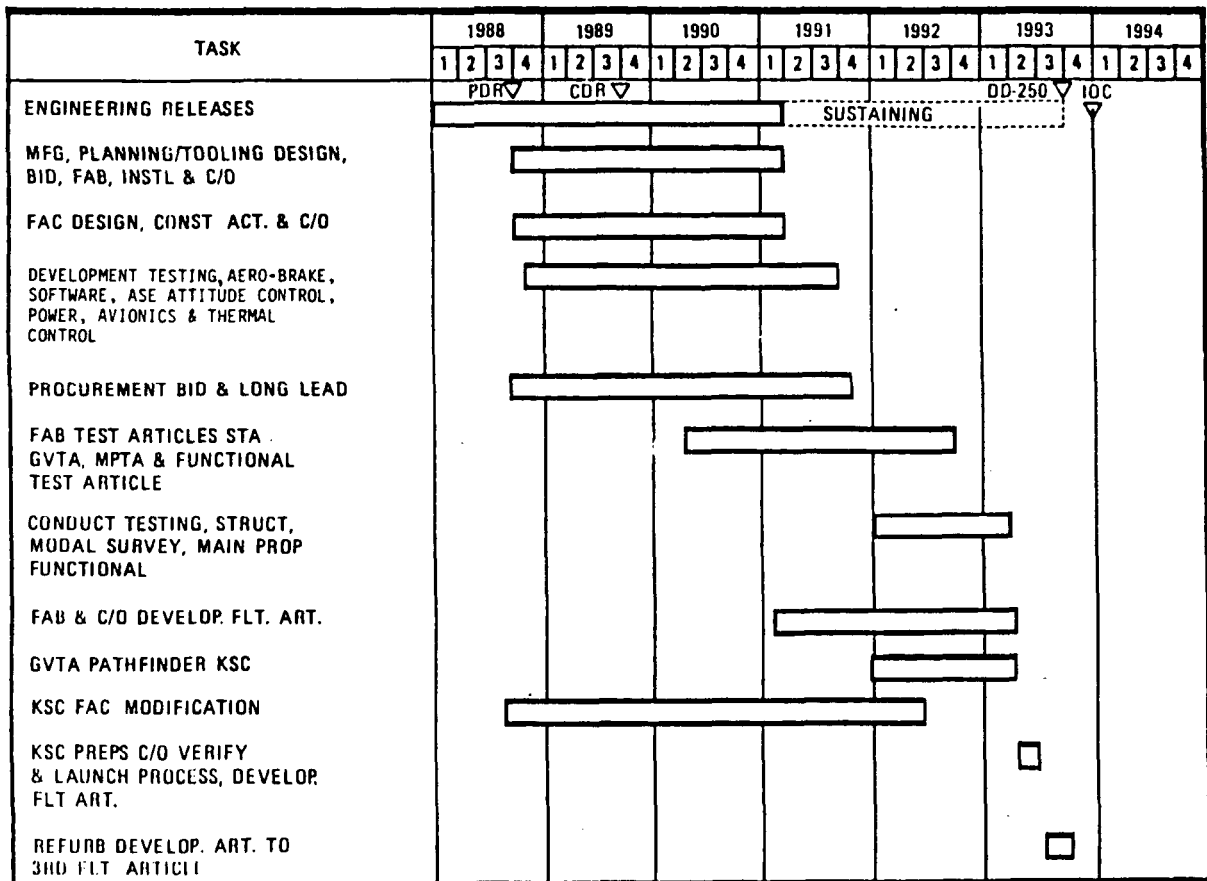 TASK
1988 1989 1990 1991 1992 1993 1994
1 2 3 4 1 2 3 4 1 2 3 4 1 2 3 4 1 2 3 4 1 2 3 4 1 2 3 4
PDR CDR DD-250 IOC
ENGINEERING RELEASES
SUSTAINING
MFG, PLANNING/TOOLING DESIGN,
BID, FAB, INSTL & C/O
FAC DESIGN, CONST ACT. & C/O
DEVELOPMENT TESTING, AERO-BRAKE,
SOFTWARE, ASE ATTITUDE CONTROL,
POWER, AVIONICS & THERMAL
CONTROL
PROCUREMENT BID & LONG LEAD
FAB TEST ARTICLES STA
GVTA, MPTA & FUNCTIONAL
TEST ARTICLE
CONDUCT TESTING, STRUCT,
MODAL SURVEY, MAIN PROP
FUNCTIONAL
FAB & C/O DEVELOP. FLT. ART.
GVTA PATHFINDER KSC
KSC FAC MODIFICATION
KSC PREPS C/O VERIFY
& LAUNCH PROCESS, DEVELOP.
FLT ART.
REFURB DEVELOP. ART. TO
3RD FLT ARTICLE